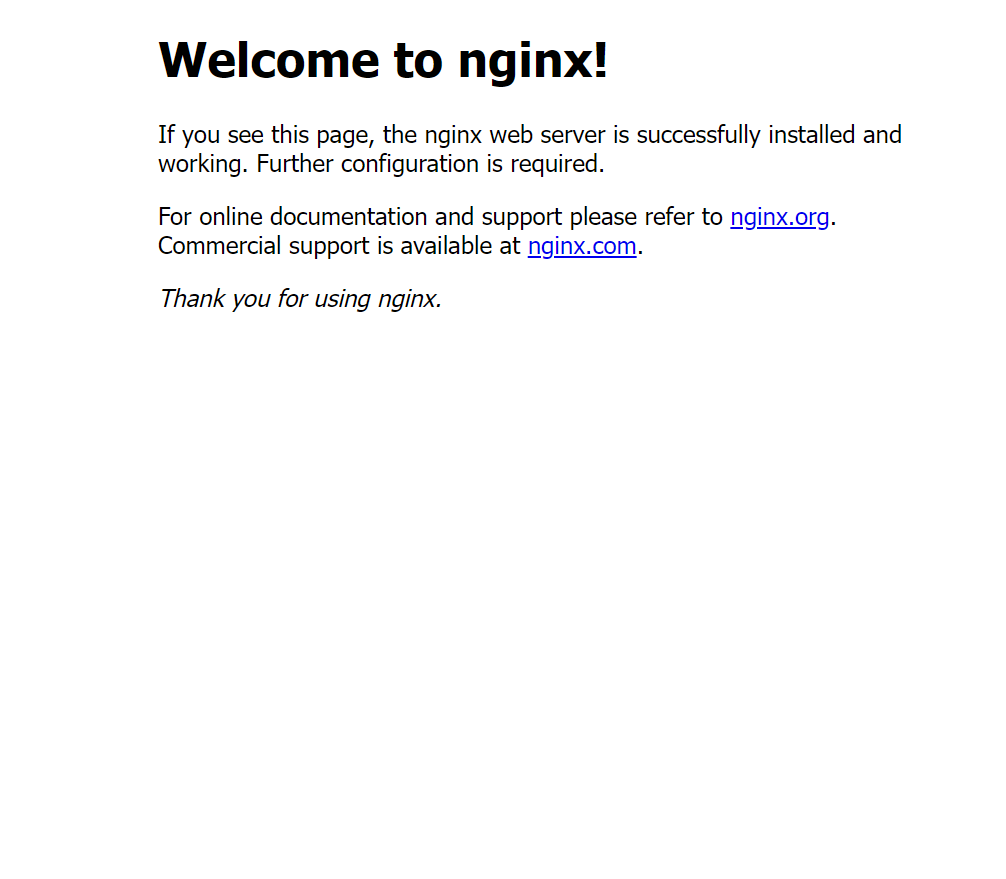 Welcome to nginx!
If you see this page, the nginx web server is successfully installed and
working. Further configuration is required.
For online documentation and support please refer to nginx.org.
Commercial support is available at nginx.com.
Thank you for using nginx.